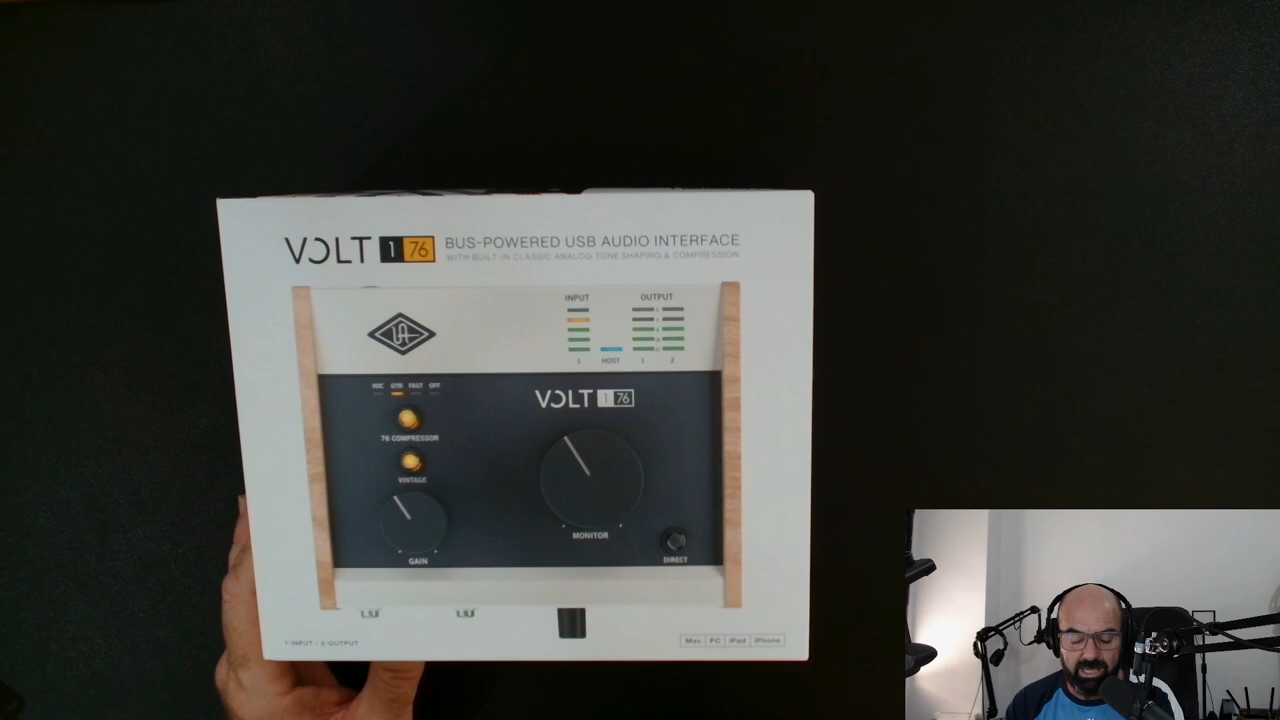 VOLT 1 76 BUS-POWERED USB AUDIO INTERFACE
WITH BUILT-IN CLASSIC ANALOG TONE SHAPING & COMPRESSION
INPUT OUTPUT
UA
1 HOST 1 2
VOC GTR FAST OFF
VOLT 1 76
76 COMPRESSOR
VINTAGE
MONITOR
GAIN
DIRECT
1-INPUT / 2-OUTPUT
Mac PC iPad iPhone